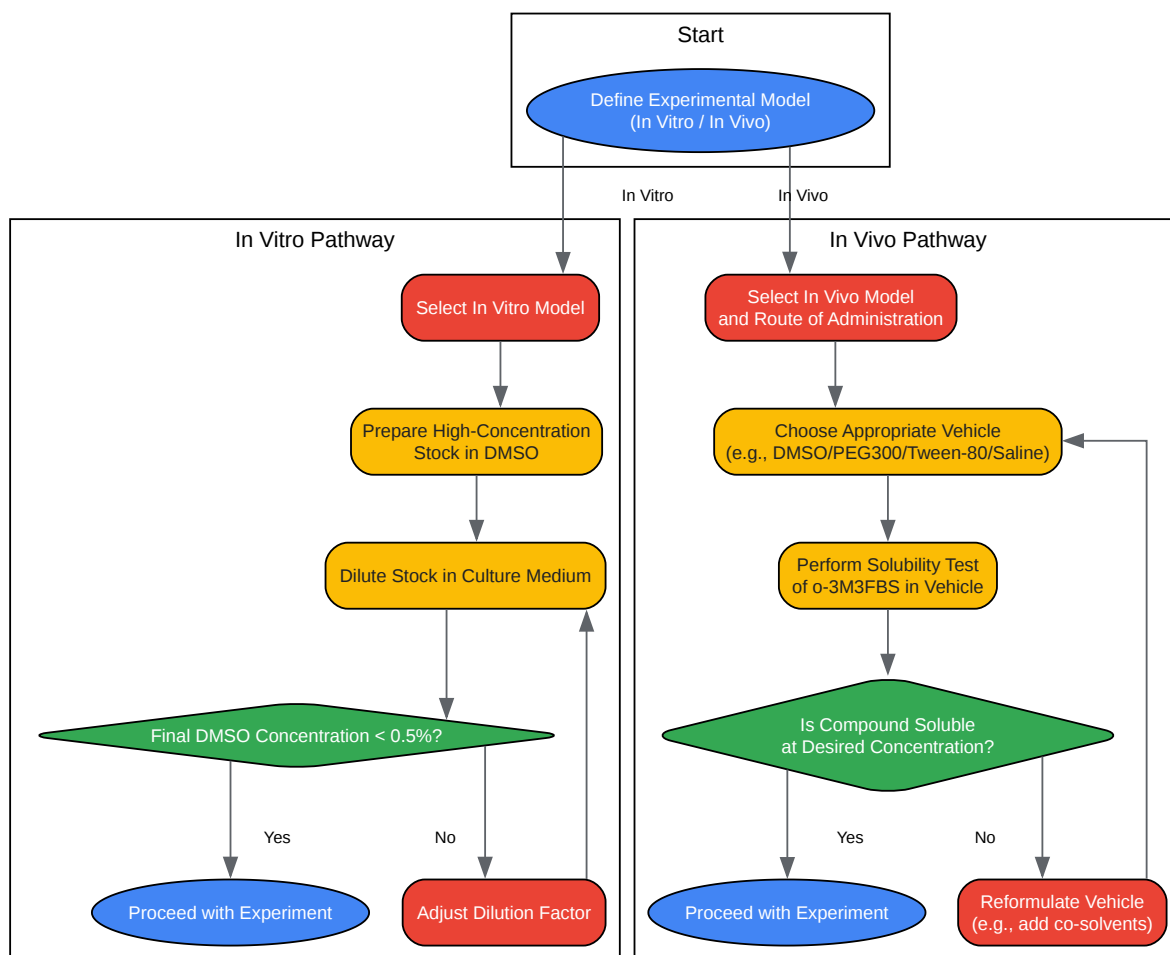 Start
Define Experimental Model
(In Vitro / In Vivo)
In Vitro
In Vivo
In Vitro Pathway
Select In Vitro Model
Prepare High-Concentration
Stock in DMSO
Dilute Stock in Culture Medium
Final DMSO Concentration < 0.5%?
Yes
No
Proceed with Experiment
Adjust Dilution Factor
In Vivo Pathway
Select In Vivo Model
and Route of Administration
Choose Appropriate Vehicle
(e.g., DMSO/PEG300/Tween-80/Saline)
Perform Solubility Test
of o-3M3FBS in Vehicle
Is Compound Soluble
at Desired Concentration?
Yes
No
Proceed with Experiment
Reformulate Vehicle
(e.g., add co-solvents)